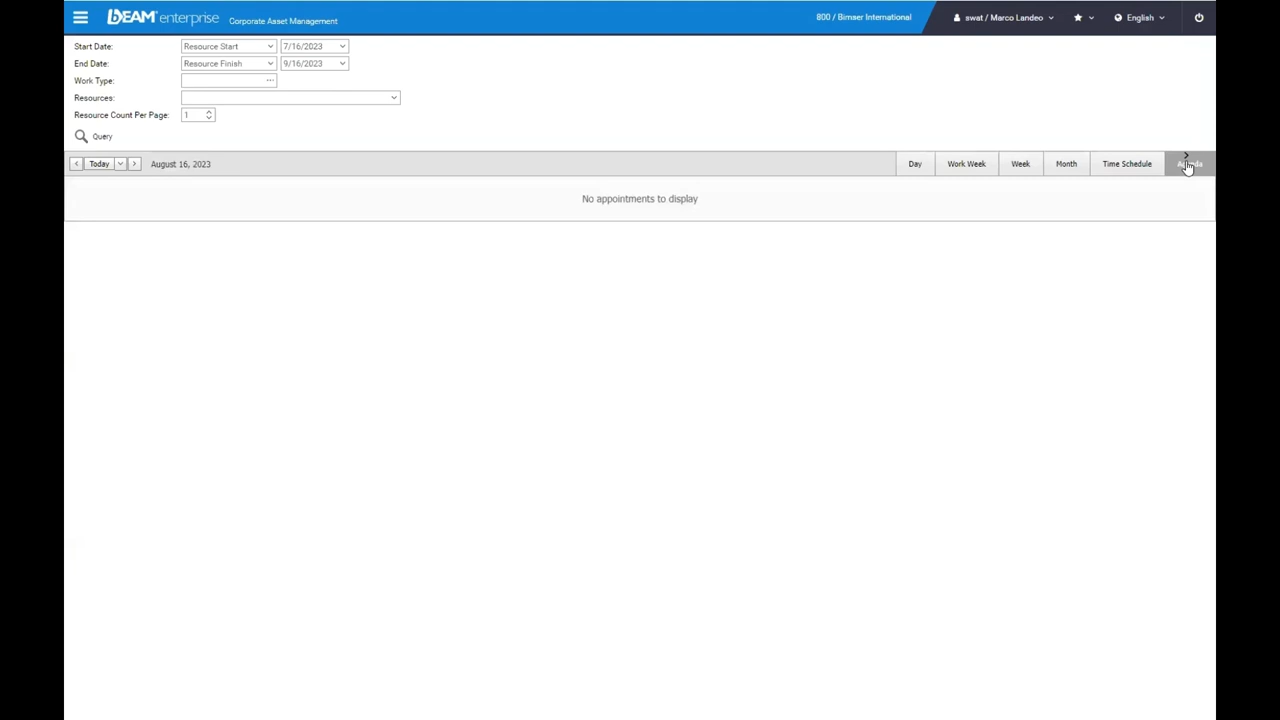 bEAM enterprise Corporate Asset Management 800 / Bimser International swat / Marco Landeo English
Start Date: Resource Start 7/16/2023
End Date: Resource Finish 9/16/2023
Work Type: ...
Resources:
Resource Count Per Page: 1
Query
Today August 16, 2023 Day Work Week Week Month Time Schedule
No appointments to display